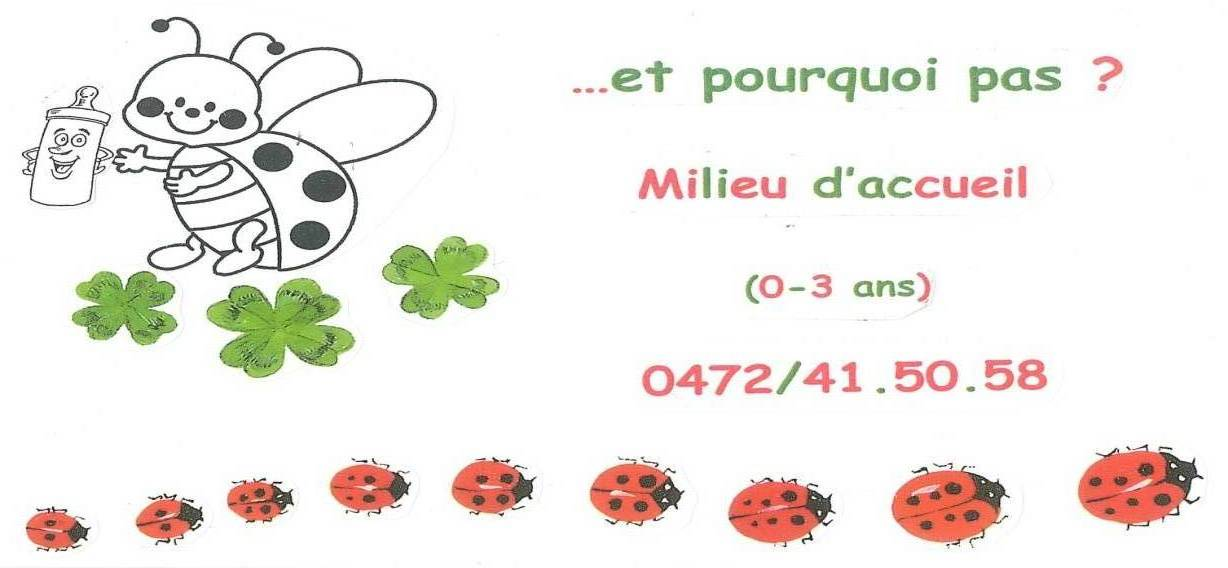 ...et pourquoi pas ?
Milieu d'accueil
(0-3 ans)
0472/41.50.58